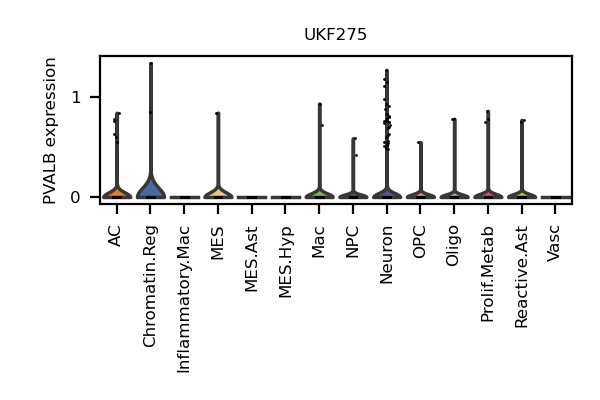 UKF275
PVALB expression
1
0
AC
Chromatin.Reg
Inflammatory.Mac
MES
MES.Ast
MES.Hyp
Mac
NPC
Neuron
OPC
Oligo
Prolif.Metab
Reactive.Ast
Vasc